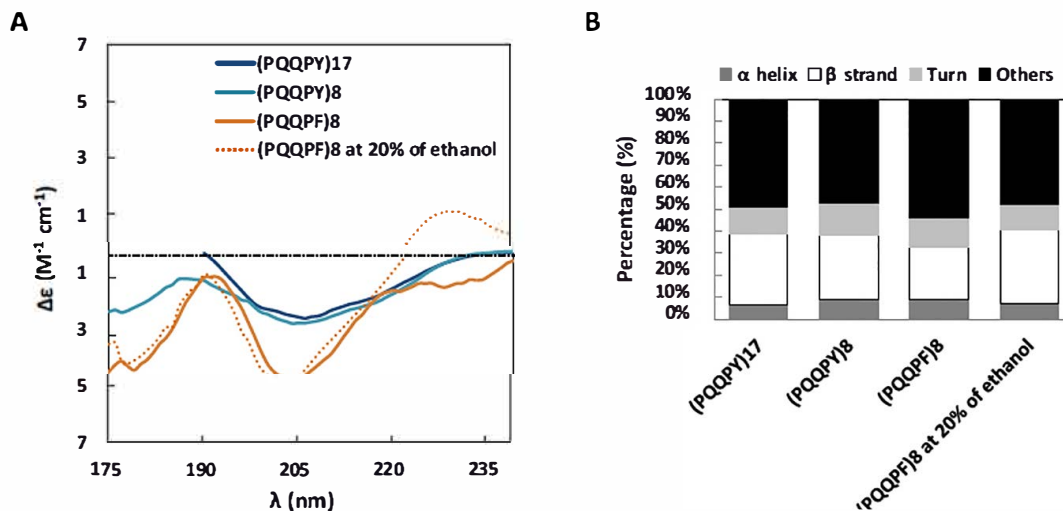 A
7
5
3
1
1
3
5
7
Δε (M⁻¹ cm⁻¹)
(PQQPY)17
(PQQPY)8
(PQQPF)8
(PQQPF)8 at 20% of ethanol
175 190 205 220 235
λ (nm)
B
α helix β strand Turn Others
100%
90%
80%
70%
60%
50%
40%
30%
20%
10%
0%
Percentage (%)
(PQQPY)17
(PQQPY)8
(PQQPF)8
(PQQPF)8 at 20% of ethanol